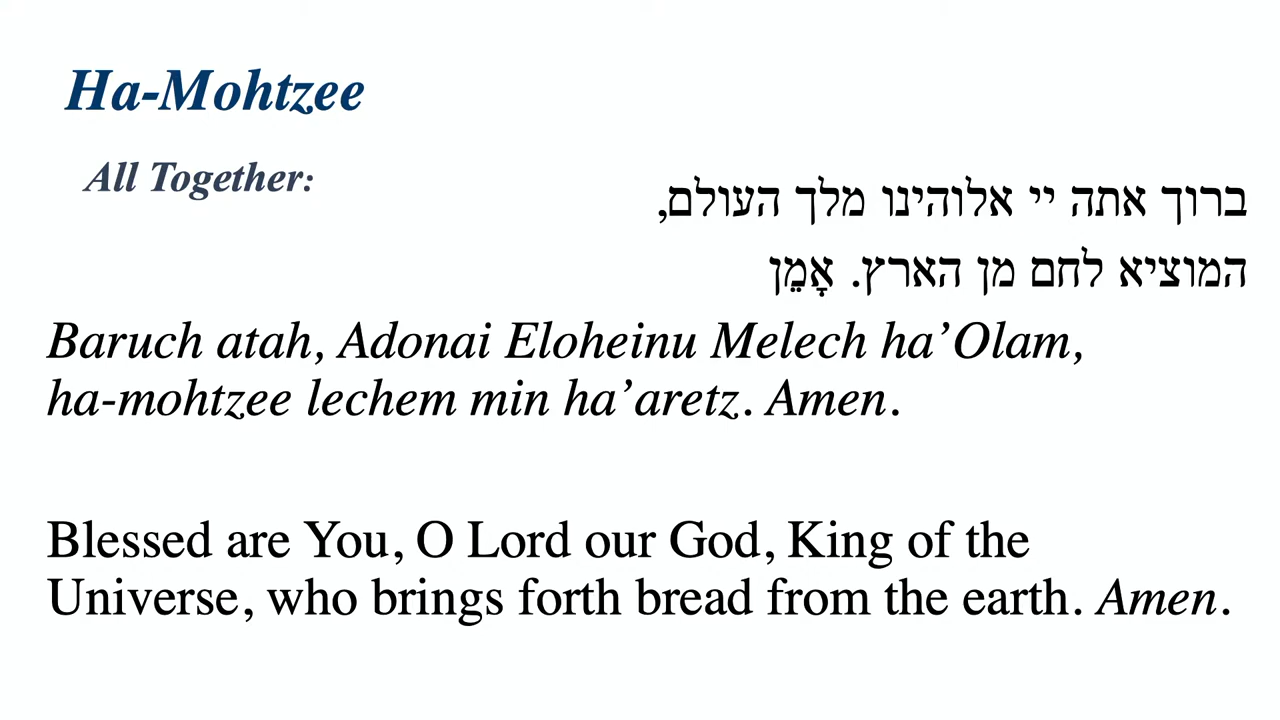 Ha-Mohtzee
All Together:
ברוך אתה יי אלוהינו מלך העולם,
המוציא לחם מן הארץ. אָמֵן
Baruch atah, Adonai Eloheinu Melech ha’Olam,
ha-mohtzee lechem min ha’aretz. Amen.
Blessed are You, O Lord our God, King of the
Universe, who brings forth bread from the earth. Amen.